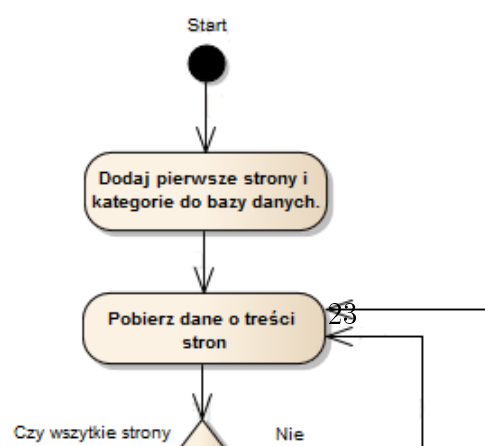 Start
Dodaj pierwsze strony i
kategorie do bazy danych.
Pobierz dane o treści
stron
23
Czy wszytkie strony
Nie